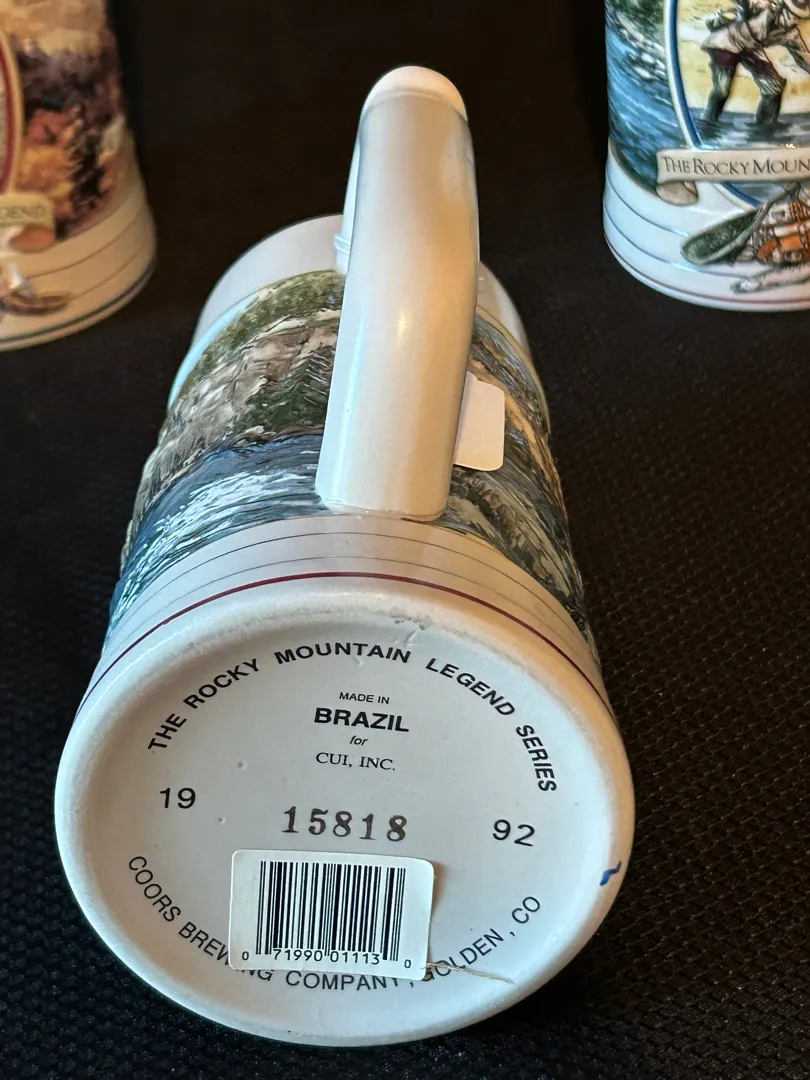 THE ROCKY MOUN
THE ROCKY MOUNTAIN LEGEND SERIES
MADE IN
BRAZIL
for
CUI, INC.
19 92
15818
0 71990 01113 0
COORS BREWING COMPANY, GOLDEN, CO